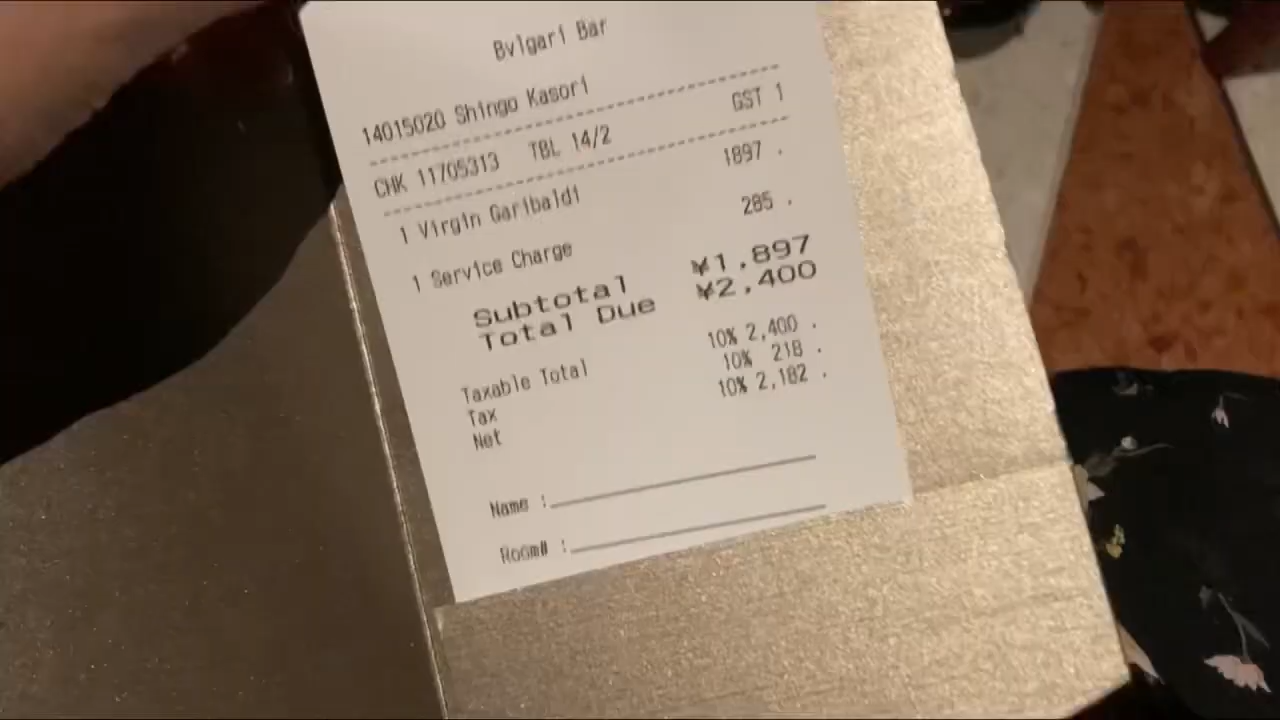 Bvlgari Bar
14015020 Shingo Kasori
CHK 11705313 TBL 14/2 GST 1
1 Virgin Garibaldi 1897 .
1 Service Charge 285 .
Subtotal ¥1,897
Total Due ¥2,400
Taxable Total 10% 2,400 .
Tax 10% 218 .
Net 10% 2,182 .
Name :
Room# :